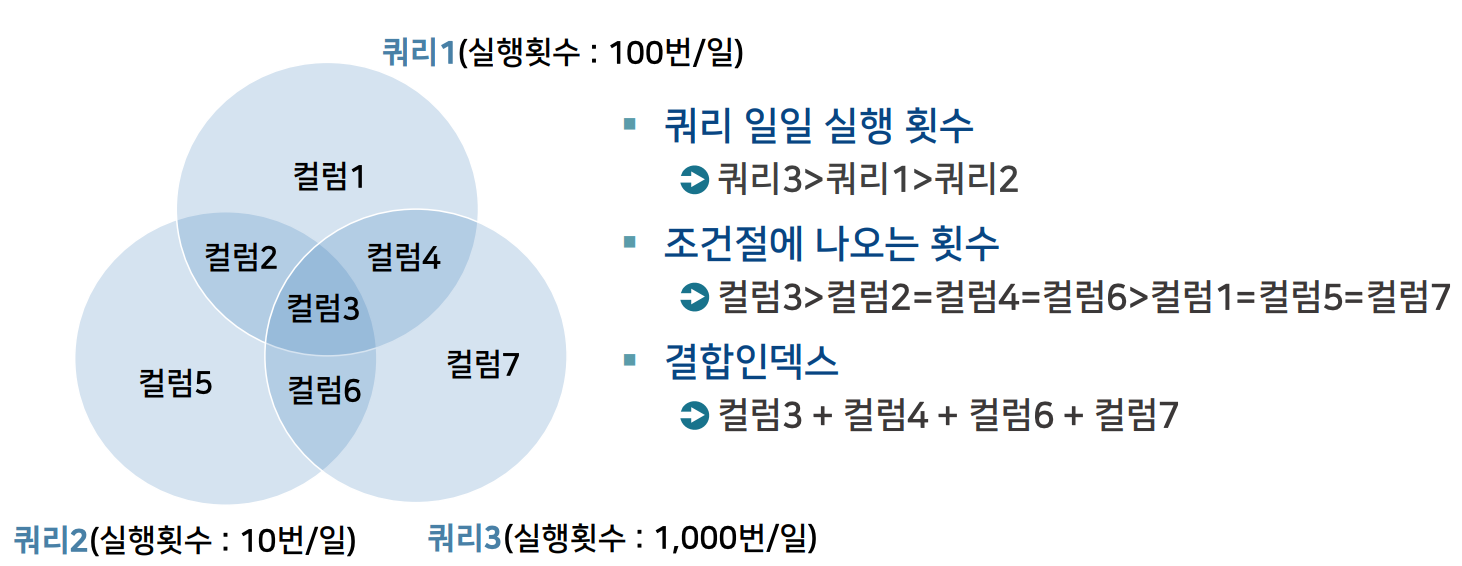 쿼리1(실행횟수 : 100번/일)
컬럼1
컬럼2
컬럼4
컬럼3
컬럼5
컬럼6
컬럼7
쿼리2(실행횟수 : 10번/일)
쿼리3(실행횟수 : 1,000번/일)
▪ 쿼리 일일 실행 횟수
➲ 쿼리3>쿼리1>쿼리2
▪ 조건절에 나오는 횟수
➲ 컬럼3>컬럼2=컬럼4=컬럼6>컬럼1=컬럼5=컬럼7
▪ 결합인덱스
➲ 컬럼3 + 컬럼4 + 컬럼6 + 컬럼7